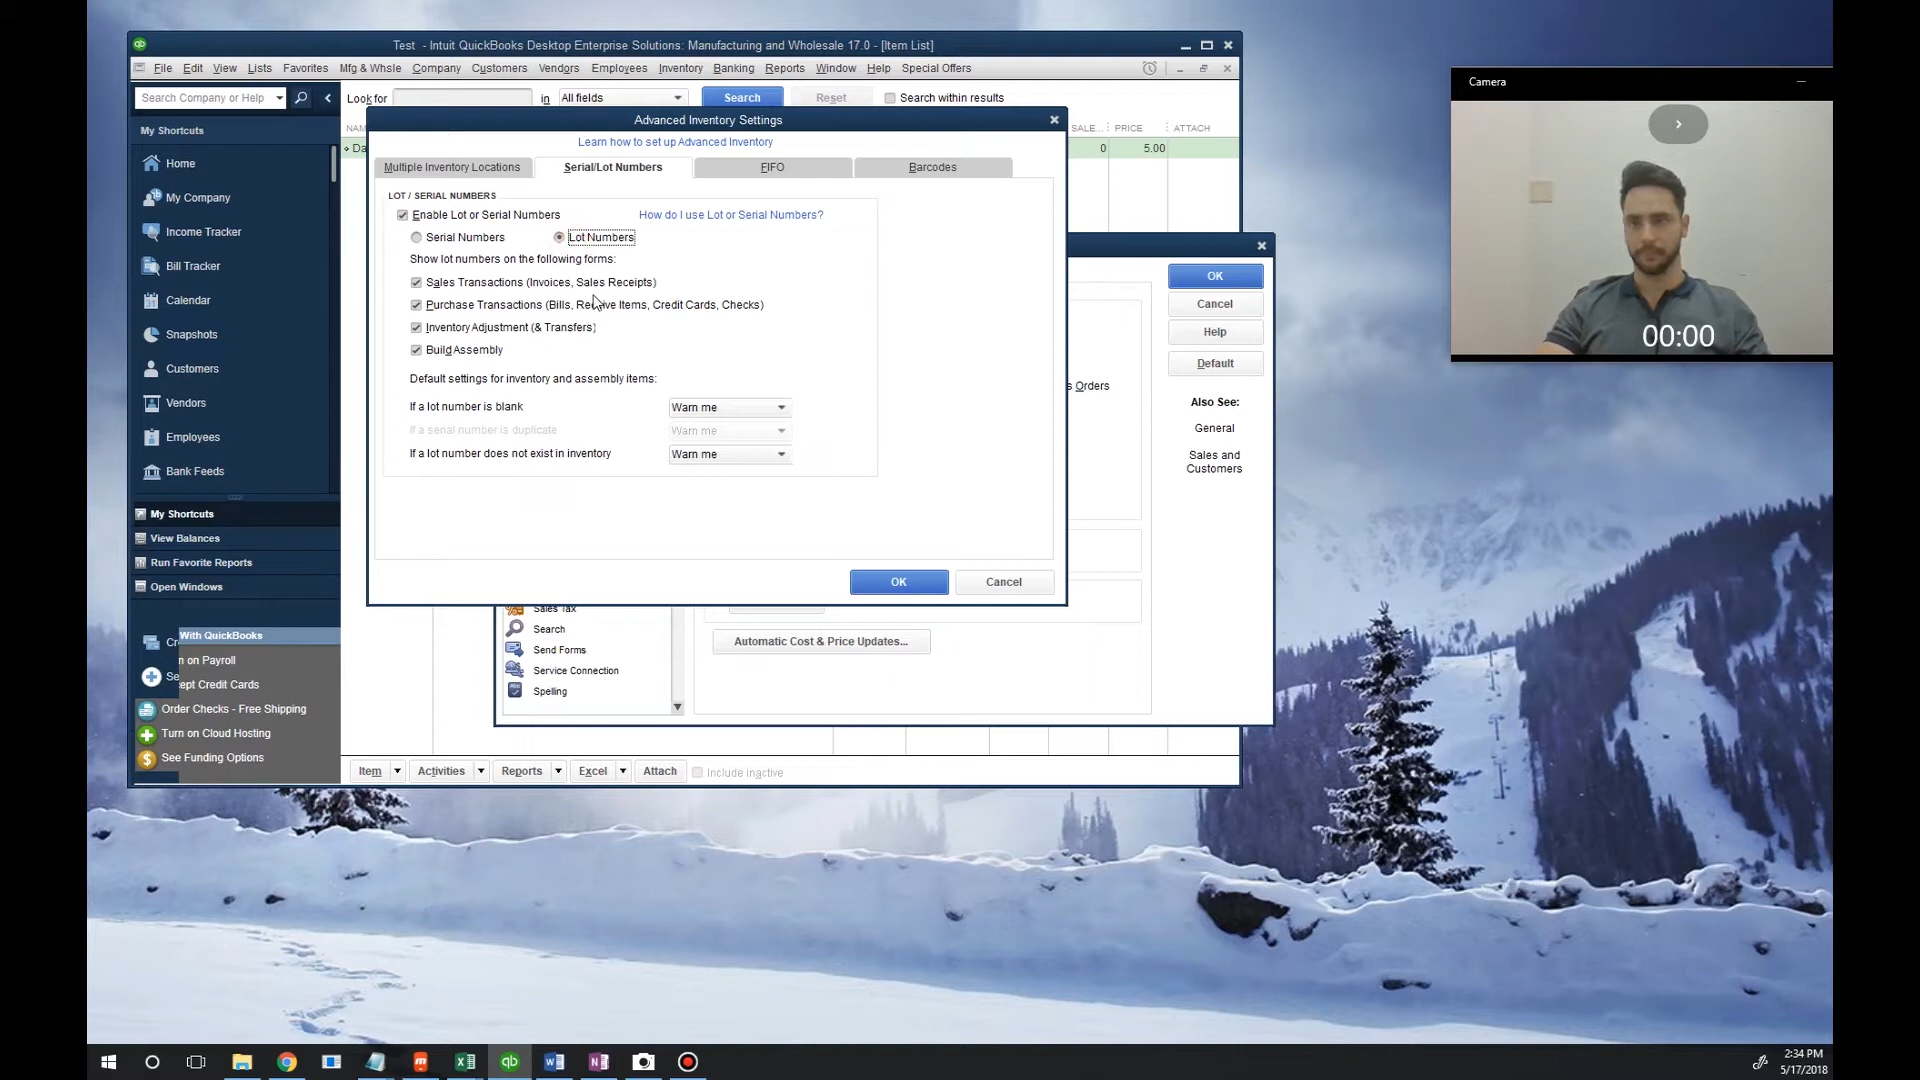 Test - Intuit QuickBooks Desktop Enterprise Solutions: Manufacturing and Wholesale 17.0 - [Item List]
File Edit View Lists Favorites Mfg & Whsle Company Customers Vendors Employees Inventory Banking Reports Window Help Special Offers
Search Company or Help
Look for
in All fields
Search
Reset
Search within results
My Shortcuts
Home
My Company
Income Tracker
Bill Tracker
Calendar
Snapshots
Customers
Vendors
Employees
Bank Feeds
My Shortcuts
View Balances
Run Favorite Reports
Open Windows
With QuickBooks
n on Payroll
ept Credit Cards
Order Checks - Free Shipping
Turn on Cloud Hosting
See Funding Options
SALE... PRICE ATTACH
0 5.00
Advanced Inventory Settings
Learn how to set up Advanced Inventory
Multiple Inventory Locations Serial/Lot Numbers FIFO Barcodes
LOT / SERIAL NUMBERS
Enable Lot or Serial Numbers How do I use Lot or Serial Numbers?
Serial Numbers Lot Numbers
Show lot numbers on the following forms:
Sales Transactions (Invoices, Sales Receipts)
Purchase Transactions (Bills, Receive Items, Credit Cards, Checks)
Inventory Adjustment (& Transfers)
Build Assembly
Default settings for inventory and assembly items:
If a lot number is blank Warn me
If a serial number is duplicate Warn me
If a lot number does not exist in inventory Warn me
OK Cancel
OK
Cancel
Help
Default
s Orders
Also See:
General
Sales and
Customers
Sales Tax
Search
Send Forms
Service Connection
Spelling
Automatic Cost & Price Updates...
Item Activities Reports Excel Attach Include inactive
Camera
00:00
2:34 PM
5/17/2018